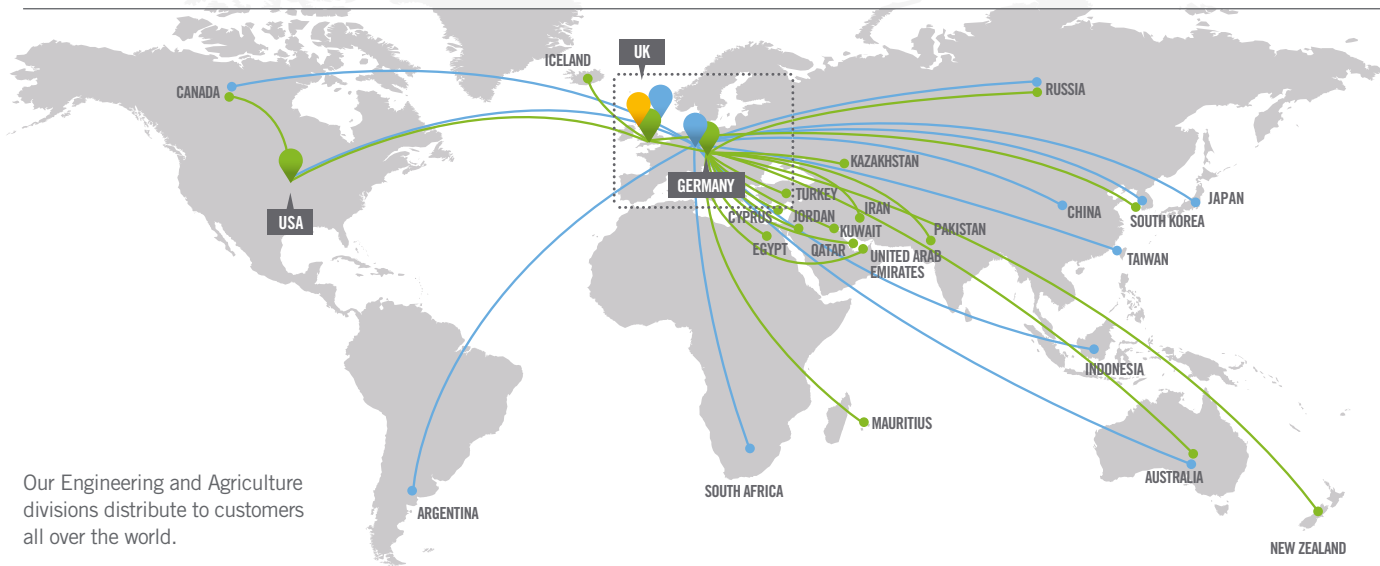 UK
ICELAND
CANADA
RUSSIA
KAZAKHSTAN
GERMANY
TURKEY
USA
CYPRUS
JORDAN
IRAN
CHINA
JAPAN
SOUTH KOREA
KUWAIT
PAKISTAN
EGYPT
QATAR
UNITED ARAB
EMIRATES
TAIWAN
INDONESIA
MAURITIUS
AUSTRALIA
SOUTH AFRICA
ARGENTINA
NEW ZEALAND
Our Engineering and Agriculture
divisions distribute to customers
all over the world.